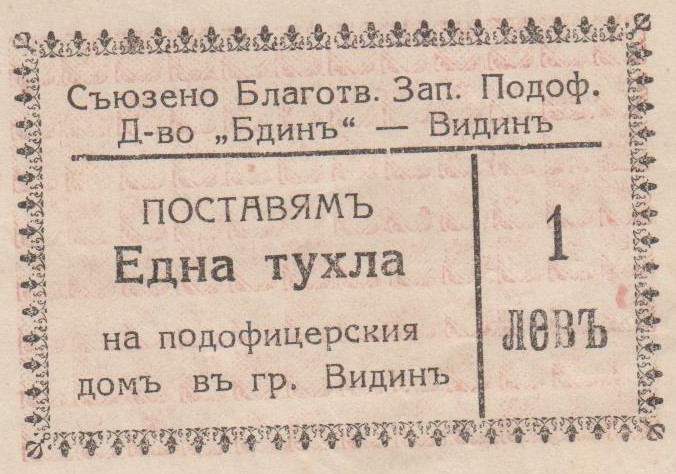 Съюзено Благотв. Зап. Подоф.
Д-во „Бдинъ“ — Видинъ
ПОСТАВЯМЪ
Една тухла
на подофицерския
домъ въ гр. Видинъ
1
ЛЕВЪ